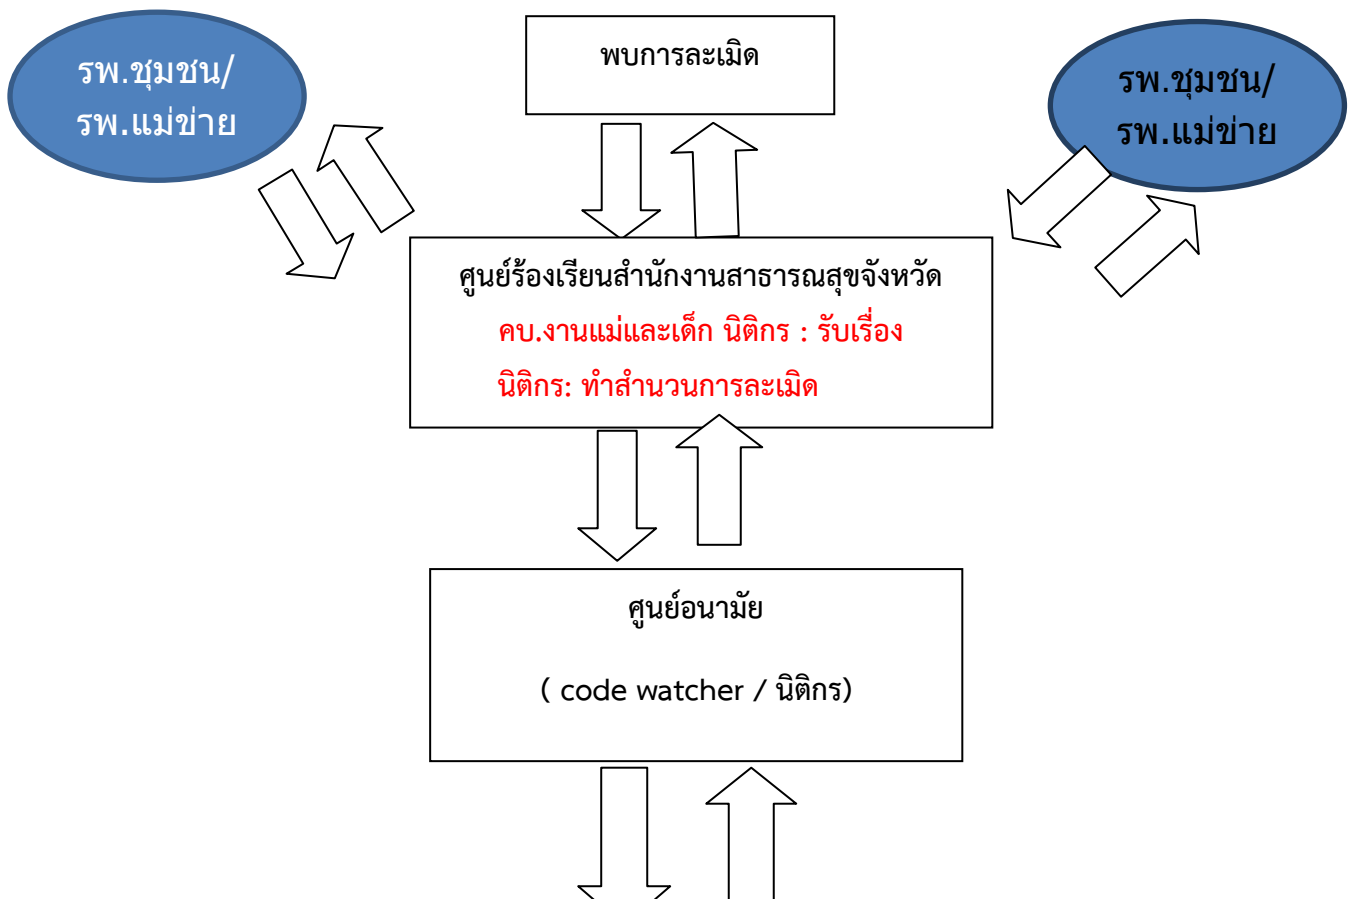 รพ.ชุมชน/
รพ.แม่ข่าย
พบการละเมิด
รพ.ชุมชน/
รพ.แม่ข่าย
ศูนย์ร้องเรียนสำนักงานสาธารณสุขจังหวัด
คบ.งานแม่และเด็ก นิติกร : รับเรื่อง
นิติกร: ทำสำนวนการละเมิด
ศูนย์อนามัย
( code watcher / นิติกร)